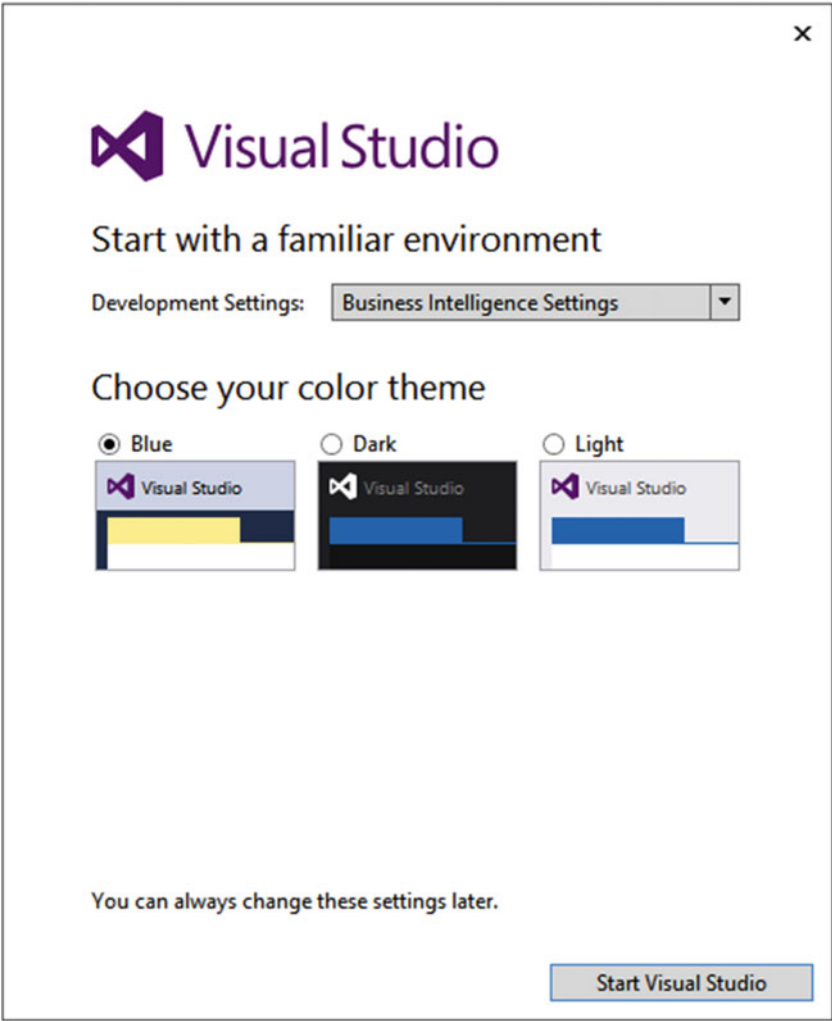 Visual Studio
Start with a familiar environment
Development Settings: Business Intelligence Settings
Choose your color theme
Blue Dark Light
Visual Studio Visual Studio Visual Studio
You can always change these settings later.
Start Visual Studio